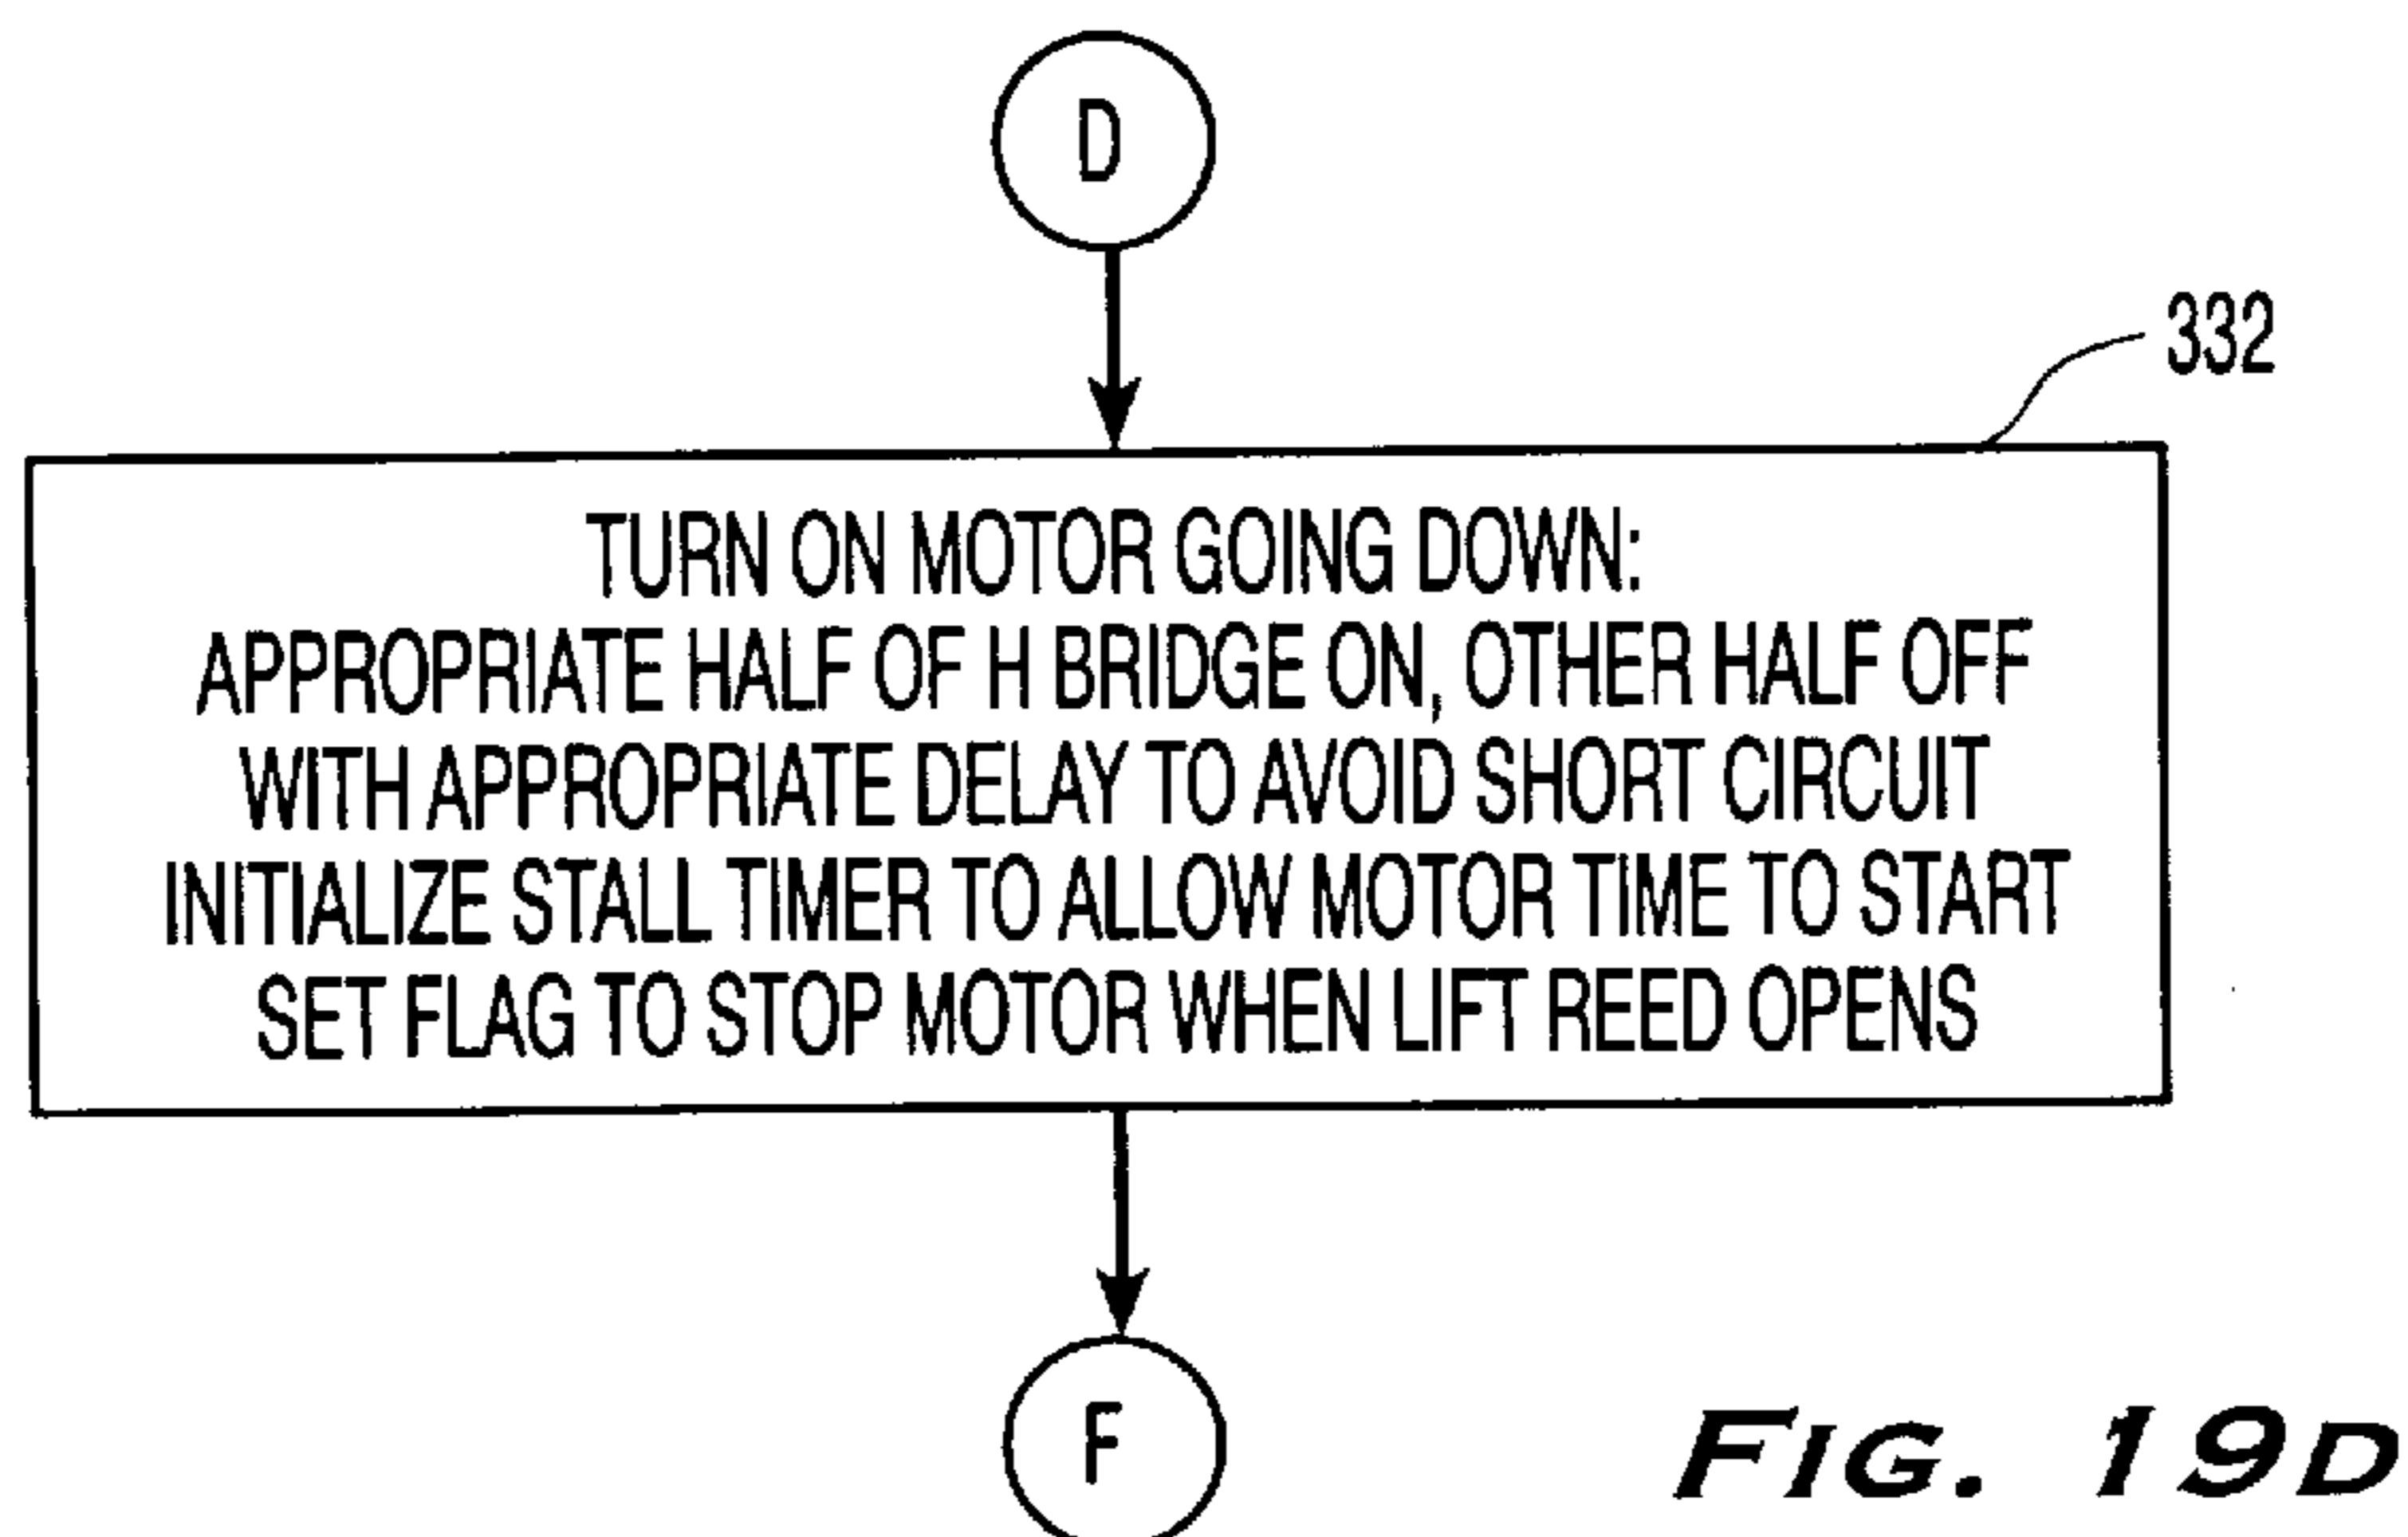 D
332
TURN ON MOTOR GOING DOWN:
APPROPRIATE HALF OF H BRIDGE ON, OTHER HALF OFF
WITH APPROPRIATE DELAY TO AVOID SHORT CIRCUIT
INITIALIZE STALL TIMER TO ALLOW MOTOR TIME TO START
SET FLAG TO STOP MOTOR WHEN LIFT REED OPENS
F
FIG. 19D